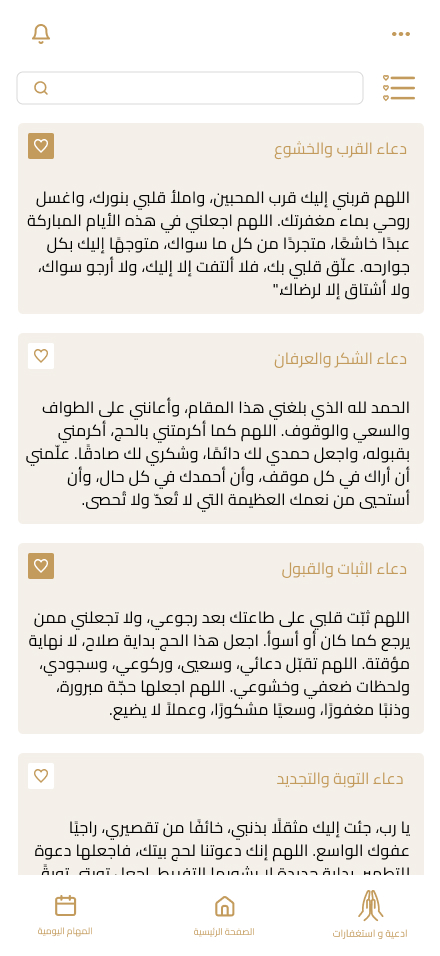 دعاء القرب والخشوع
اللهم قربني إليك قرب المحبين، واملأ قلبي بنورك، واغسل
روحي بماء مغفرتك. اللهم اجعلني في هذه الأيام المباركة
عبدًا خاشعًا، متجردًا من كل ما سواك، متوجهًا إليك بكل
جوارحه. علّق قلبي بك، فلا ألتفت إلا إليك، ولا أرجو سواك،
ولا أشتاق إلا لرضاك."
دعاء الشكر والعرفان
الحمد لله الذي بلغني هذا المقام، وأعانني على الطواف
والسعي والوقوف. اللهم كما أكرمتني بالحج، أكرمني
بقبوله، واجعل حمدي لك دائمًا، وشكري لك صادقًا. علّمني
أن أراك في كل موقف، وأن أحمدك في كل حال، وأن
أستحيى من نعمك العظيمة التي لا تُعدّ ولا تُحصى.
دعاء الثبات والقبول
اللهم ثبّت قلبي على طاعتك بعد رجوعي، ولا تجعلني ممن
يرجع كما كان أو أسوأ. اجعل هذا الحج بداية صلاح، لا نهاية
مؤقتة. اللهم تقبّل دعائي، وسعيى، وركوعي، وسجودي،
ولحظات ضعفي وخشوعي. اللهم اجعلها حجّة مبرورة،
وذنبًا مغفورًا، وسعيًا مشكورًا، وعملاً لا يضيع.
دعاء التوبة والتجديد
يا رب، جئت إليك مثقلًا بذنبي، خائفًا من تقصيري، راجيًا
عفوك الواسع. اللهم إنك دعوتنا لحج بيتك، فاجعلها دعوة
ادعية و استغفارات
الصفحة الرئيسية
المهام اليومية